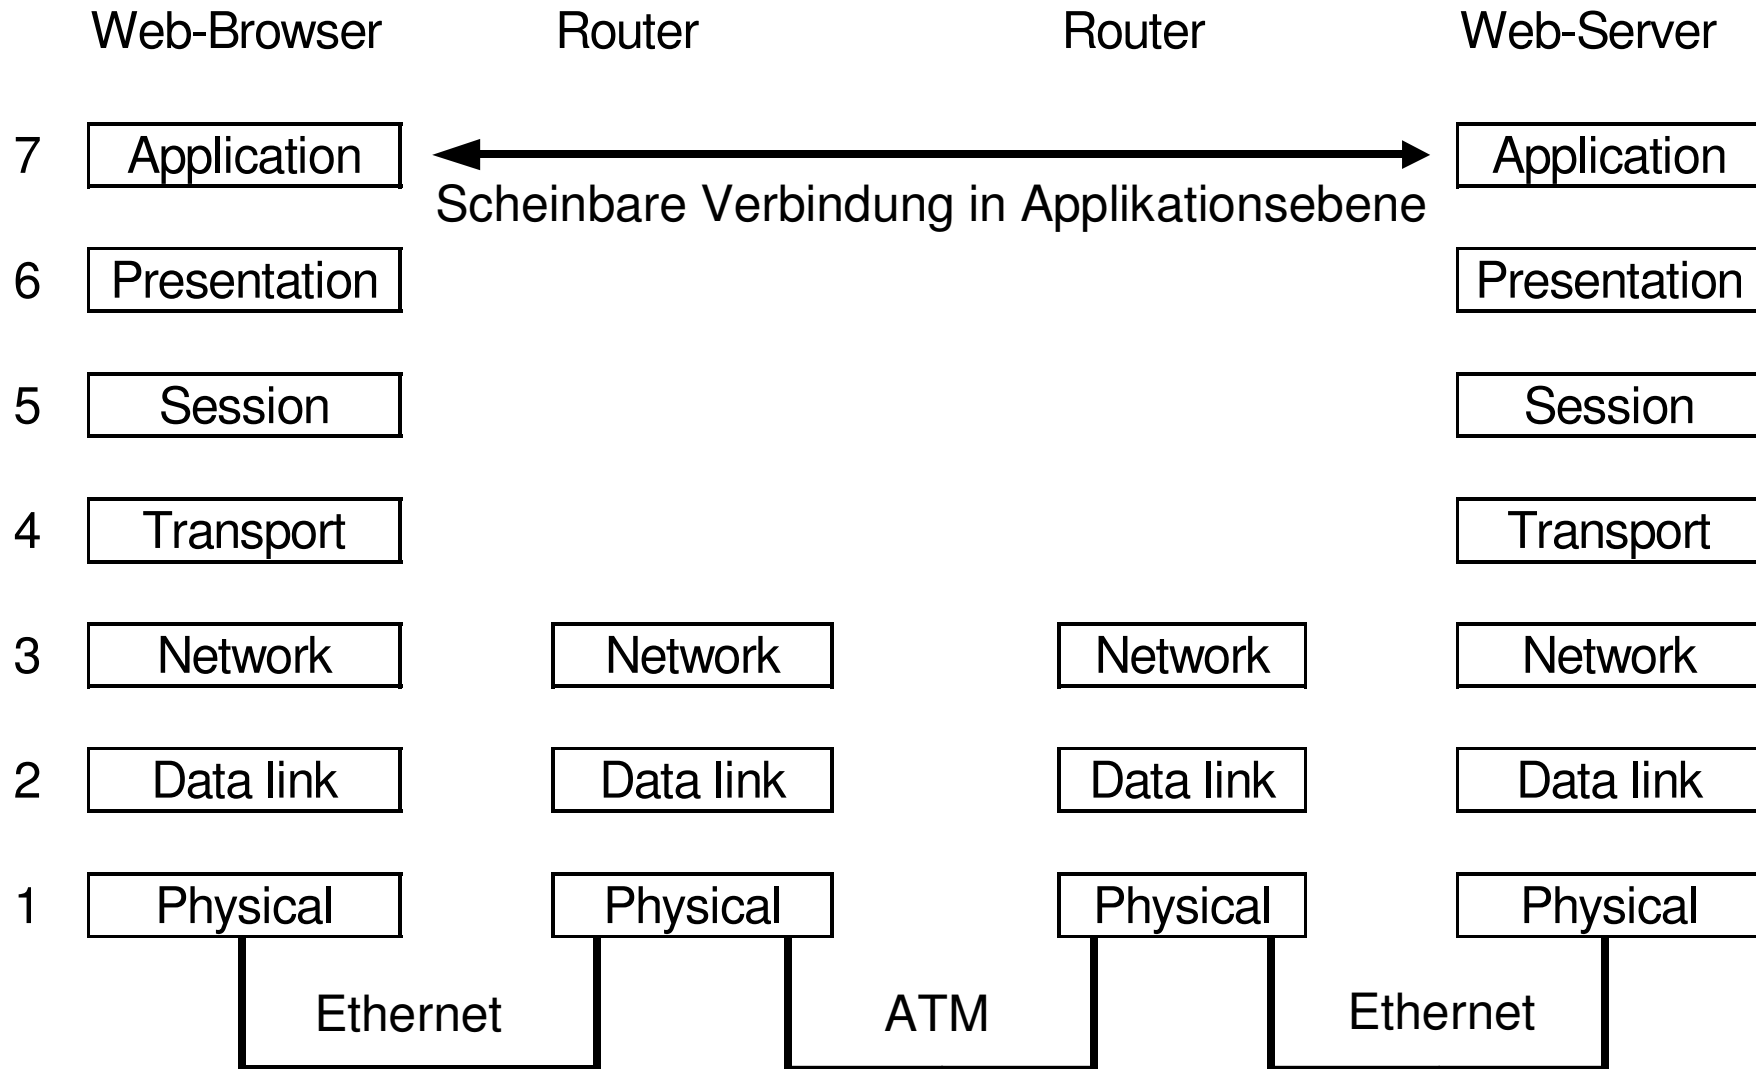 Web-Browser Router Router Web-Server
7 Application Application
Scheinbare Verbindung in Applikationsebene
6 Presentation Presentation
5 Session Session
4 Transport Transport
3 Network Network Network Network
2 Data link Data link Data link Data link
1 Physical Physical Physical Physical
Ethernet ATM Ethernet